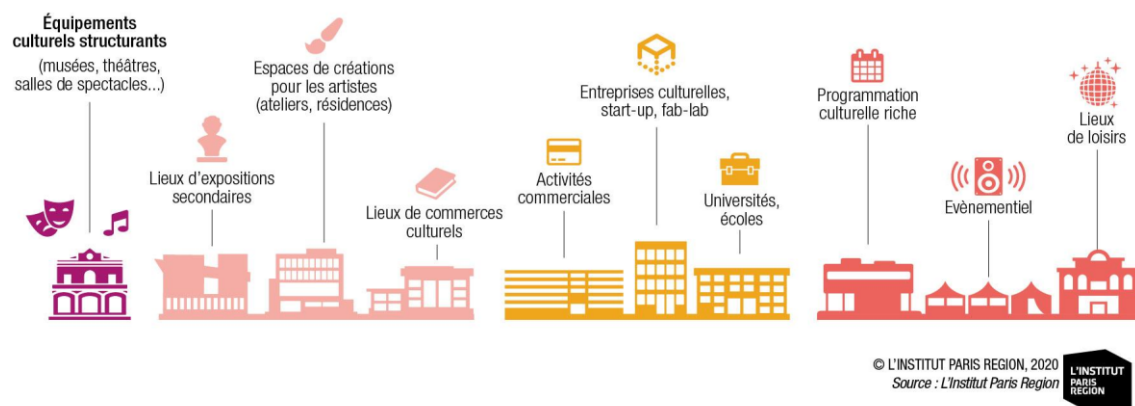 Équipements
culturels structurants
(musées, théâtres,
salles de spectacles...)
Lieux d'expositions
secondaires
Espaces de créations
pour les artistes
(ateliers, résidences)
Lieux de commerces
culturels
Activités
commerciales
Entreprises culturelles,
start-up, fab-lab
Universités,
écoles
Programmation
culturelle riche
Evènementiel
Lieux
de loisirs
© L'INSTITUT PARIS REGION, 2020
Source : L'Institut Paris Region
L'INSTITUT
PARIS
REGION